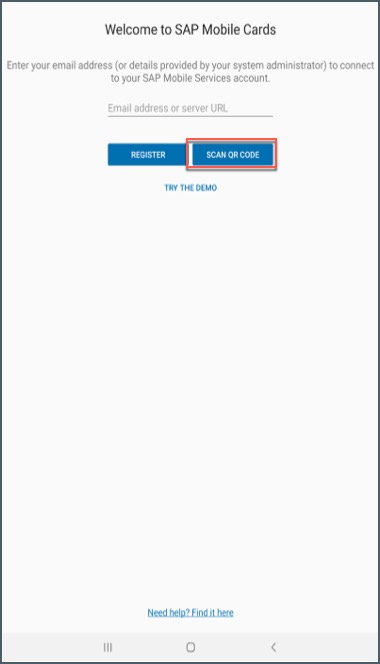 Welcome to SAP Mobile Cards
Enter your email address (or details provided by your system administrator) to connect
to your SAP Mobile Services account.
Email address or server URL
REGISTER
SCAN QR CODE
TRY THE DEMO
Need help? Find it here